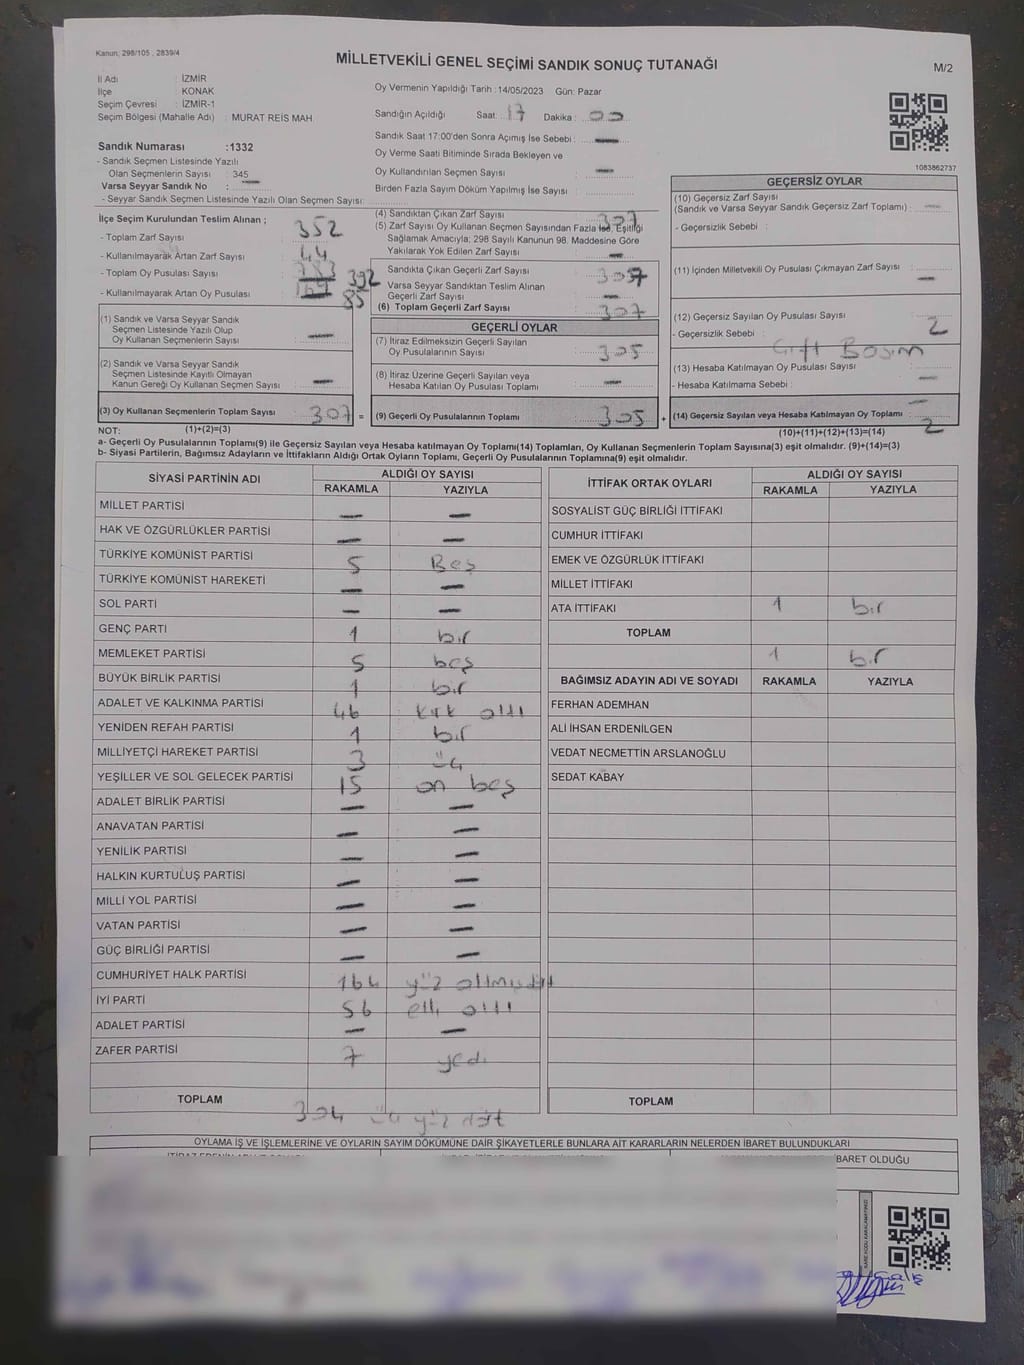 Kanun; 298/105 , 2839/4
MİLLETVEKİLİ GENEL SEÇİMİ SANDIK SONUÇ TUTANAĞI
M/2
İl Adı : İZMİR
İlçe : KONAK
Seçim Çevresi : İZMİR-1
Seçim Bölgesi (Mahalle Adı) : MURAT REİS MAH.
Oy Vermenin Yapıldığı Tarih :14/05/2023 Gün: Pazar
Sandığın Açıldığı Saat: 17 Dakika: 00
Sandık Saat 17:00'den Sonra Açımış İse Sebebi : —
Oy Verme Saati Bitiminde Sırada Bekleyen ve
Oy Kullandırılan Seçmen Sayısı : —
Birden Fazla Sayım Döküm Yapılmış İse Sayısı :
1083862737
Sandık Numarası :1332
- Sandık Seçmen Listesinde Yazılı
Olan Seçmenlerin Sayısı : 345
Varsa Seyyar Sandık No : —
- Seyyar Sandık Seçmen Listesinde Yazılı Olan Seçmen Sayısı:
İlçe Seçim Kurulundan Teslim Alınan ;
- Toplam Zarf Sayısı : 352
- Kullanılmayarak Artan Zarf Sayısı : 44
- Toplam Oy Pusulası Sayısı : 392
- Kullanılmayarak Artan Oy Pusulası : 85
(1) Sandık ve Varsa Seyyar Sandık
Seçmen Listesinde Yazılı Olup
Oy Kullanan Seçmenlerin Sayısı : —
(2) Sandık ve Varsa Seyyar Sandık
Seçmen Listesinde Kayıtlı Olmayan
Kanun Gereği Oy Kullanan Seçmen Sayısı : —
(3) Oy Kullanan Seçmenlerin Toplam Sayısı : 307
(1)+(2)=(3)
(4) Sandıktan Çıkan Zarf Sayısı : 307
(5) Zarf Sayısı Oy Kullanan Seçmen Sayısından Fazla İse, Eşitliği
Sağlamak Amacıyla; 298 Sayılı Kanunun 98. Maddesine Göre
Yakılarak Yok Edilen Zarf Sayısı : —
Sandıkta Çıkan Geçerli Zarf Sayısı : 307
Varsa Seyyar Sandıktan Teslim Alınan
Geçerli Zarf Sayısı : —
(6) Toplam Geçerli Zarf Sayısı : 307
GEÇERLİ OYLAR
(7) İtiraz Edilmeksizin Geçerli Sayılan
Oy Pusulalarının Sayısı : 305
(8) İtiraz Üzerine Geçerli Sayılan veya
Hesaba Katılan Oy Pusulası Toplamı : —
= (9) Geçerli Oy Pusulalarının Toplamı : 305
GEÇERSİZ OYLAR
(10) Geçersiz Zarf Sayısı
(Sandık ve Varsa Seyyar Sandık Geçersiz Zarf Toplamı) : —
- Geçersizlik Sebebi :
(11) İçinden Milletvekili Oy Pusulası Çıkmayan Zarf Sayısı : —
(12) Geçersiz Sayılan Oy Pusulası Sayısı : 2
- Geçersizlik Sebebi : Çift Basım
(13) Hesaba Katılmayan Oy Pusulası Sayısı : —
- Hesaba Katılmama Sebebi : —
+ (14) Geçersiz Sayılan veya Hesaba Katılmayan Oy Toplamı : 2
(10)+(11)+(12)+(13)=(14)
NOT:
a- Geçerli Oy Pusulalarının Toplamı(9) ile Geçersiz Sayılan veya Hesaba katılmayan Oy Toplamı(14) Toplamları, Oy Kullanan Seçmenlerin Toplam Sayısına(3) eşit olmalıdır. (9)+(14)=(3)
b- Siyasi Partilerin, Bağımsız Adayların ve İttifakların Aldığı Ortak Oyların Toplamı, Geçerli Oy Pusulalarının Toplamına(9) eşit olmalıdır.
SİYASİ PARTİNİN ADI ALDIĞI OY SAYISI
RAKAMLA YAZIYLA
MİLLET PARTİSİ — —
HAK VE ÖZGÜRLÜKLER PARTİSİ — —
TÜRKİYE KOMÜNİST PARTİSİ 5 Beş
TÜRKİYE KOMÜNİST HAREKETİ — —
SOL PARTİ — —
GENÇ PARTİ 1 bir
MEMLEKET PARTİSİ 5 beş
BÜYÜK BİRLİK PARTİSİ 1 bir
ADALET VE KALKINMA PARTİSİ 46 kırk altı
YENİDEN REFAH PARTİSİ 1 bir
MİLLİYETÇİ HAREKET PARTİSİ 3 üç
YEŞİLLER VE SOL GELECEK PARTİSİ 15 on beş
ADALET BİRLİK PARTİSİ — —
ANAVATAN PARTİSİ — —
YENİLİK PARTİSİ — —
HALKIN KURTULUŞ PARTİSİ — —
MİLLİ YOL PARTİSİ — —
VATAN PARTİSİ — —
GÜÇ BİRLİĞİ PARTİSİ — —
CUMHURİYET HALK PARTİSİ 164 yüz altmışdört
İYİ PARTİ 56 elli altı
ADALET PARTİSİ — —
ZAFER PARTİSİ 7 yedi
TOPLAM 304 üç yüz dört
İTTİFAK ORTAK OYLARI ALDIĞI OY SAYISI
RAKAMLA YAZIYLA
SOSYALİST GÜÇ BİRLİĞİ İTTİFAKI
CUMHUR İTTİFAKI
EMEK VE ÖZGÜRLÜK İTTİFAKI
MİLLET İTTİFAKI
ATA İTTİFAKI 1 bir
TOPLAM
1 bir
BAĞIMSIZ ADAYIN ADI VE SOYADI RAKAMLA YAZIYLA
FERHAN ADEMHAN
ALİ İHSAN ERDENİLGEN
VEDAT NECMETTİN ARSLANOĞLU
SEDAT KABAY
TOPLAM
OYLAMA İŞ VE İŞLEMLERİNE VE OYLARIN SAYIM DÖKÜMÜNE DAİR ŞİKAYETLERLE BUNLARA AİT KARARLARIN NELERDEN İBARET BULUNDUKLARI
İBARET OLDUĞU